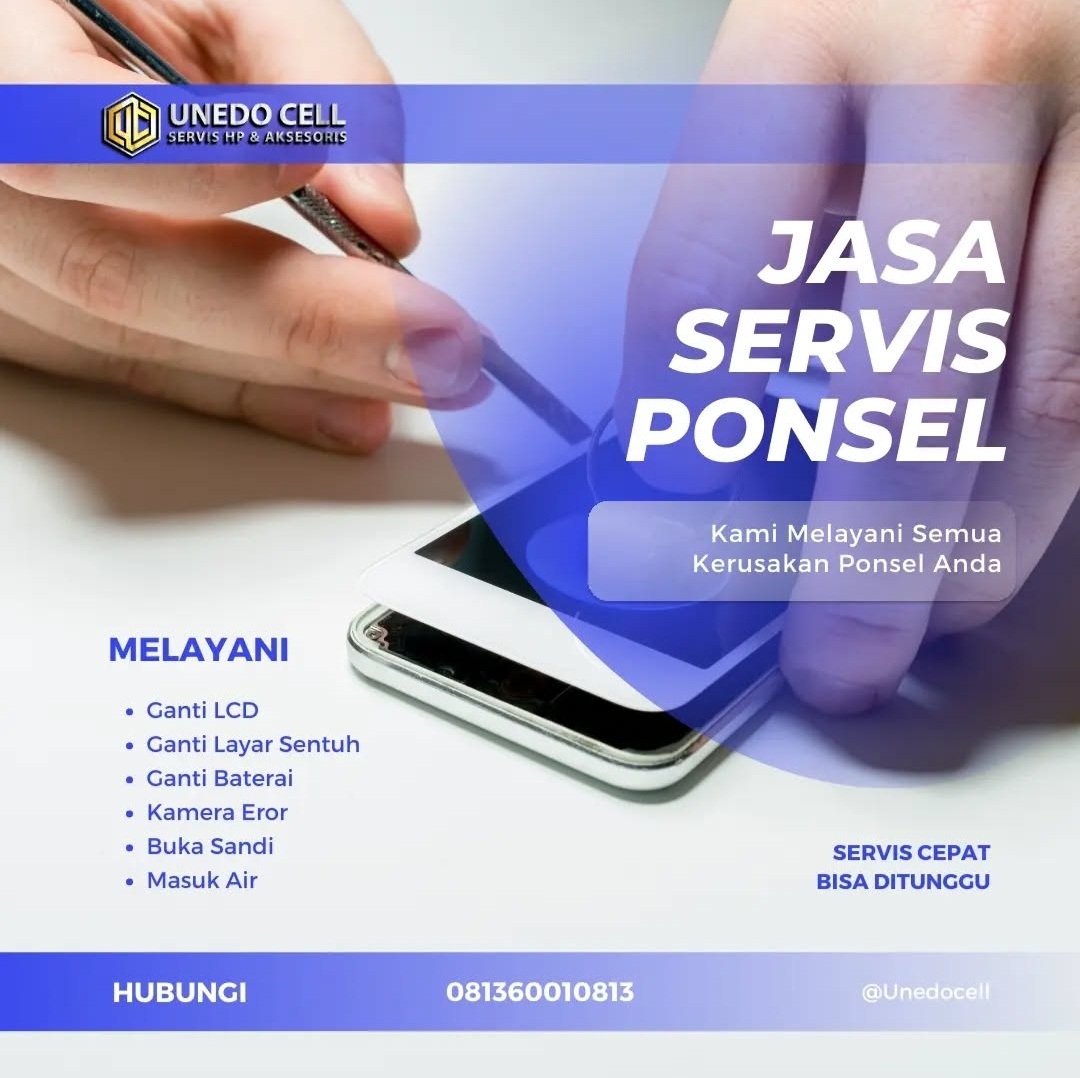 UNEDO CELL
SERVIS HP & AKSESORIS
JASA
SERVIS
PONSEL
Kami Melayani Semua
Kerusakan Ponsel Anda
MELAYANI
• Ganti LCD
• Ganti Layar Sentuh
• Ganti Baterai
• Kamera Eror
• Buka Sandi
• Masuk Air
SERVIS CEPAT
BISA DITUNGGU
HUBUNGI
081360010813
@Unedocell